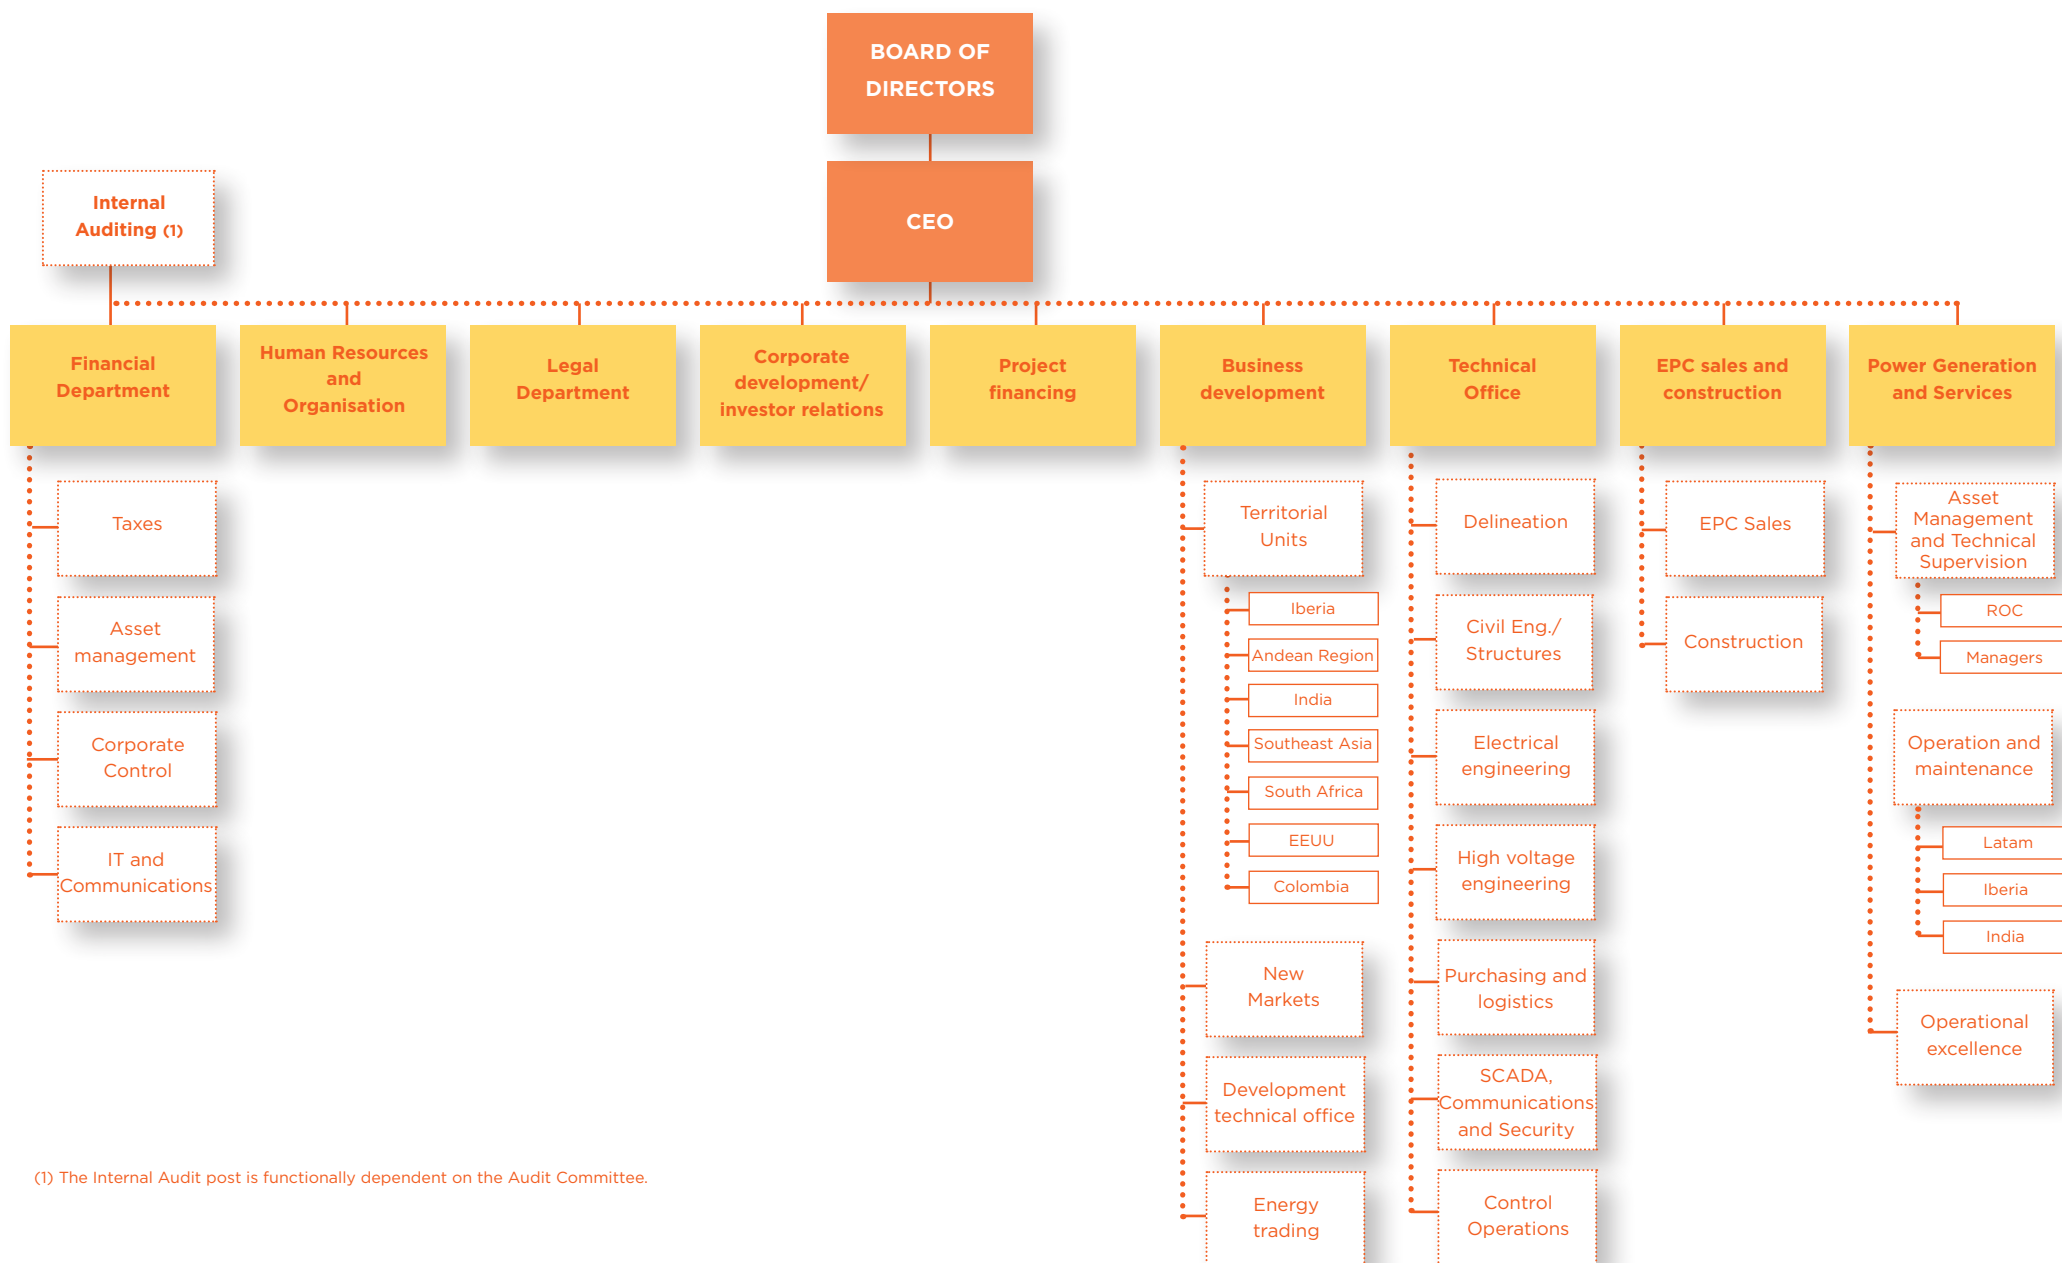 BOARD OF
DIRECTORS
CEO
Internal
Auditing (1)
Financial
Department
Human Resources
and
Organisation
Legal
Department
Corporate
development/
investor relations
Project
financing
Business
development
Technical
Office
EPC sales and
construction
Power Generation
and Services
Taxes
Asset
management
Corporate
Control
IT and
Communications
Territorial
Units
Iberia
Andean Region
India
Southeast Asia
South Africa
EEUU
Colombia
New
Markets
Development
technical office
Energy
trading
Delineation
Civil Eng./
Structures
Electrical
engineering
High voltage
engineering
Purchasing and
logistics
SCADA,
Communications
and Security
Control
Operations
EPC Sales
Construction
Asset
Management
and Technical
Supervision
ROC
Managers
Operation and
maintenance
Latam
Iberia
India
Operational
excellence
(1) The Internal Audit post is functionally dependent on the Audit Committee.